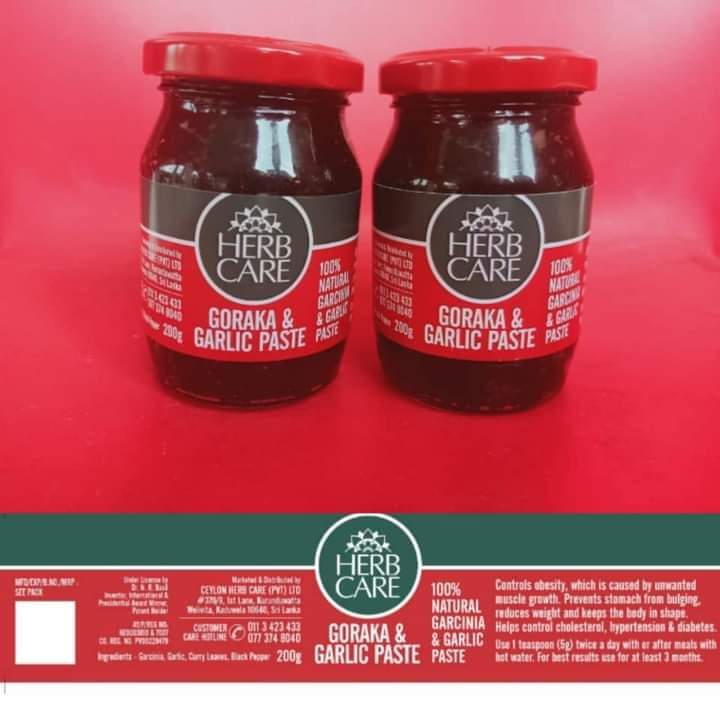 HERB
CARE
GORAKA &
GARLIC PASTE
100%
NATURAL
GARCINIA
& GARLIC
PASTE
200g
HERB
CARE
GORAKA &
GARLIC PASTE
100%
NATURAL
GARCINIA
& GARLIC
PASTE
200g
MFD/EXP/B.NO./MRP :
SEE PACK
Under License by
Inventor, International &
Presidential Award Winner,
Patent Holder
CO. REG. NO.
Marketed & Distributed by
CEYLON HERB CARE (PVT) LTD
#378/9, 1st Lane, Kurunduwatta
Welivita, Kaduwela 10640, Sri Lanka
CUSTOMER
CARE HOTLINE
011 3 423 433
077 374 8040
Ingredients - Garcinia, Garlic, Curry Leaves, Black Pepper 200g
HERB
CARE
GORAKA &
GARLIC PASTE
100%
NATURAL
GARCINIA
& GARLIC
PASTE
Controls obesity, which is caused by unwanted
muscle growth. Prevents stomach from bulging,
reduces weight and keeps the body in shape.
Helps control cholesterol, hypertension & diabetes.
Use 1 teaspoon (5g) twice a day with or after meals with
hot water. For best results use for at least 3 months.